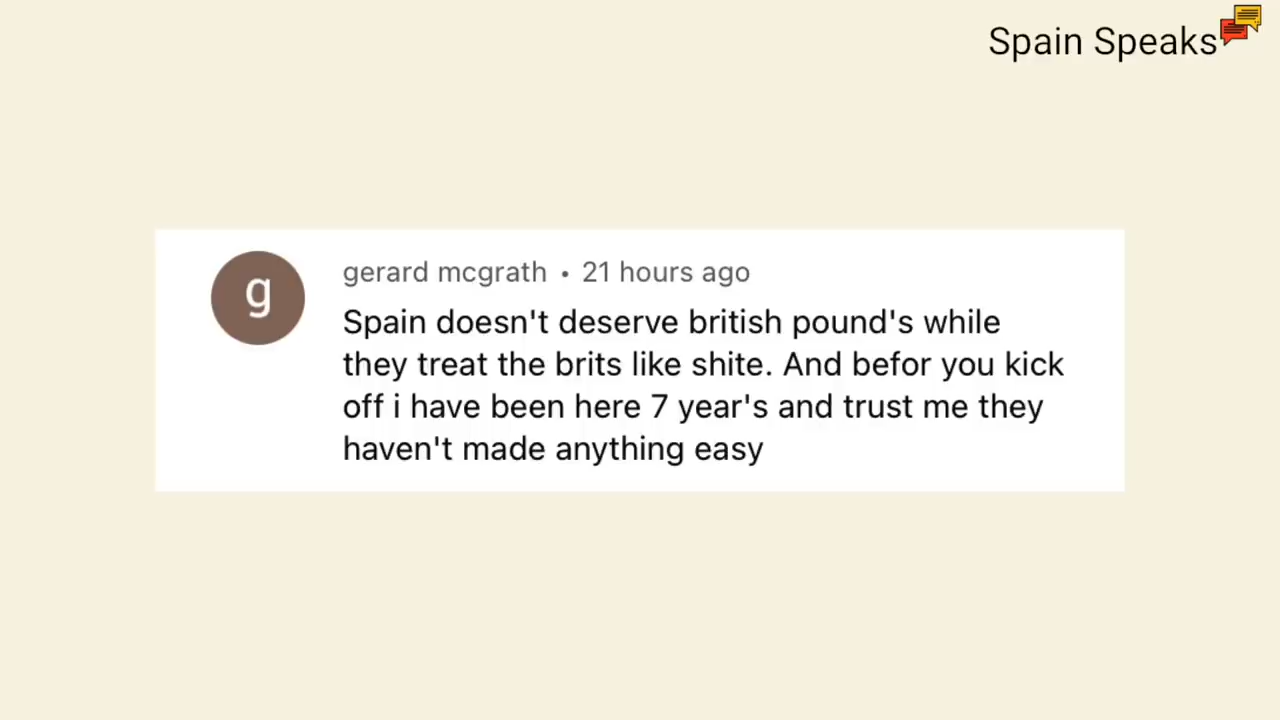 Spain Speaks
gerard mcgrath • 21 hours ago
g
Spain doesn't deserve british pound's while
they treat the brits like shite. And befor you kick
off i have been here 7 year's and trust me they
haven't made anything easy